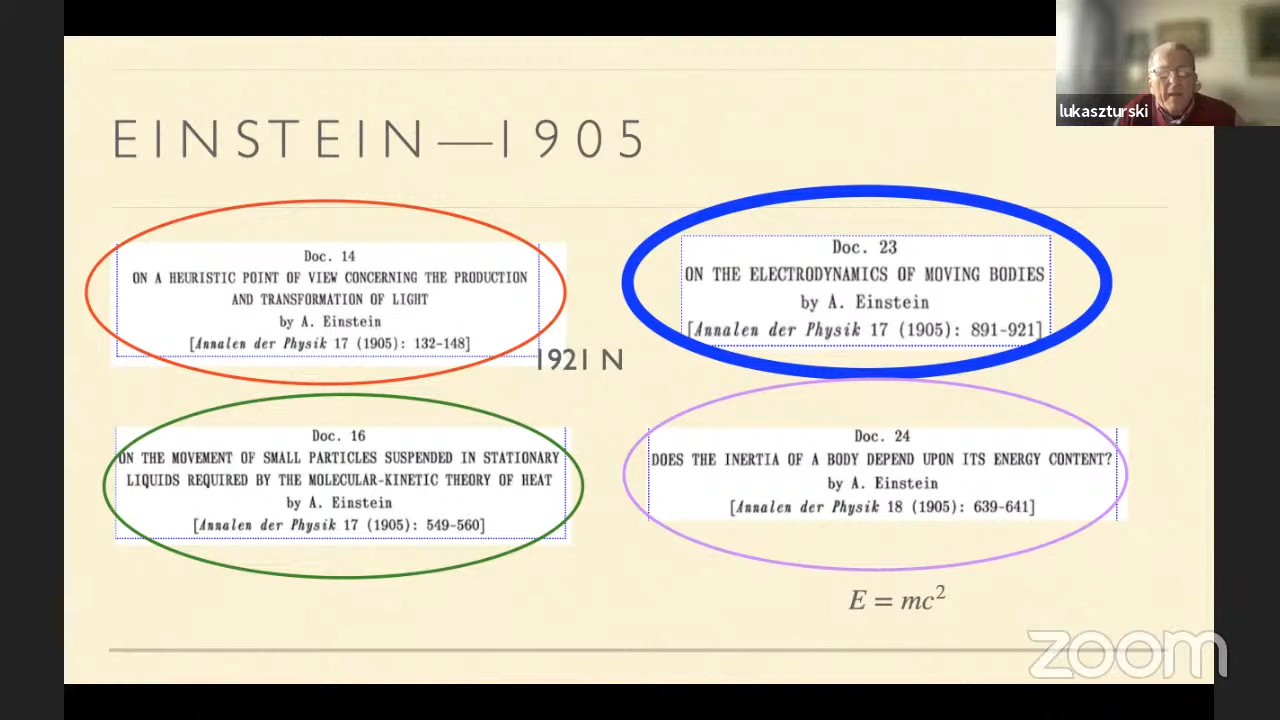 lukaszturski
EINSTEIN—1905
Doc. 14
ON A HEURISTIC POINT OF VIEW CONCERNING THE PRODUCTION
AND TRANSFORMATION OF LIGHT
by A. Einstein
[Annalen der Physik 17 (1905): 132-148]
1921 N
Doc. 23
ON THE ELECTRODYNAMICS OF MOVING BODIES
by A. Einstein
[Annalen der Physik 17 (1905): 891-921]
Doc. 16
ON THE MOVEMENT OF SMALL PARTICLES SUSPENDED IN STATIONARY
LIQUIDS REQUIRED BY THE MOLECULAR-KINETIC THEORY OF HEAT
by A. Einstein
[Annalen der Physik 17 (1905): 549-560]
Doc. 24
DOES THE INERTIA OF A BODY DEPEND UPON ITS ENERGY CONTENT?
by A. Einstein
[Annalen der Physik 18 (1905): 639-641]
E = mc²
zoom